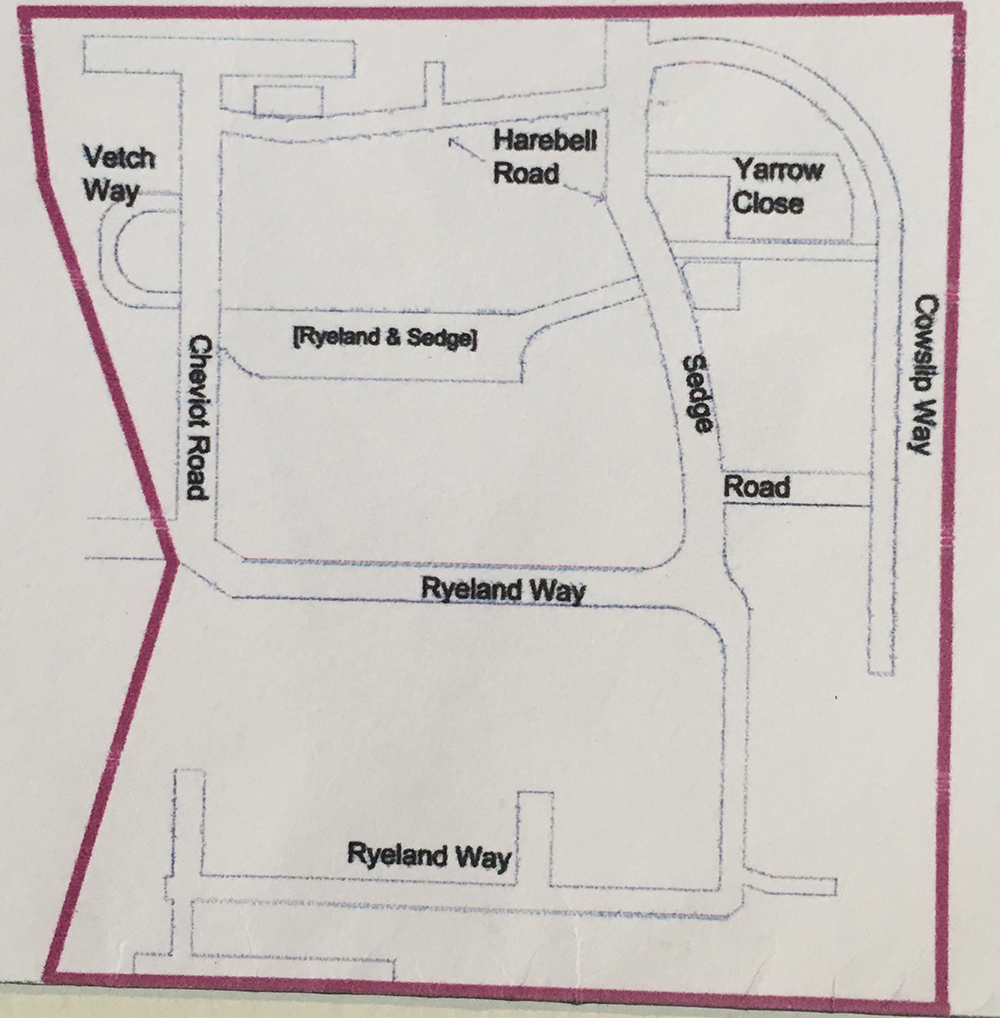 Harebell
Road
Vetch
Way
Yarrow
Close
Cowslip Way
[Ryeland & Sedge]
Cheviot Road
Sedge
Road
Ryeland Way
Ryeland Way